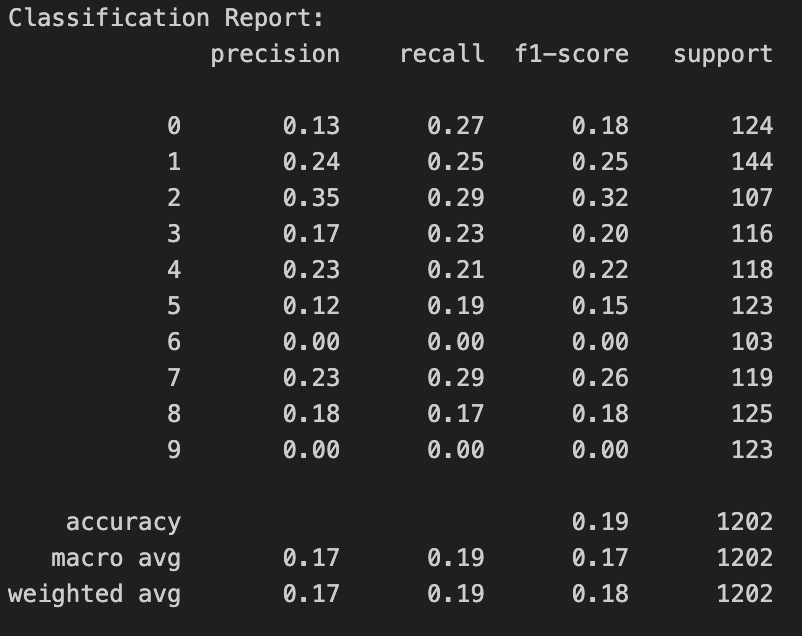 Classification Report:
precision recall f1-score support
0 0.13 0.27 0.18 124
1 0.24 0.25 0.25 144
2 0.35 0.29 0.32 107
3 0.17 0.23 0.20 116
4 0.23 0.21 0.22 118
5 0.12 0.19 0.15 123
6 0.00 0.00 0.00 103
7 0.23 0.29 0.26 119
8 0.18 0.17 0.18 125
9 0.00 0.00 0.00 123
accuracy 0.19 1202
macro avg 0.17 0.19 0.17 1202
weighted avg 0.17 0.19 0.18 1202